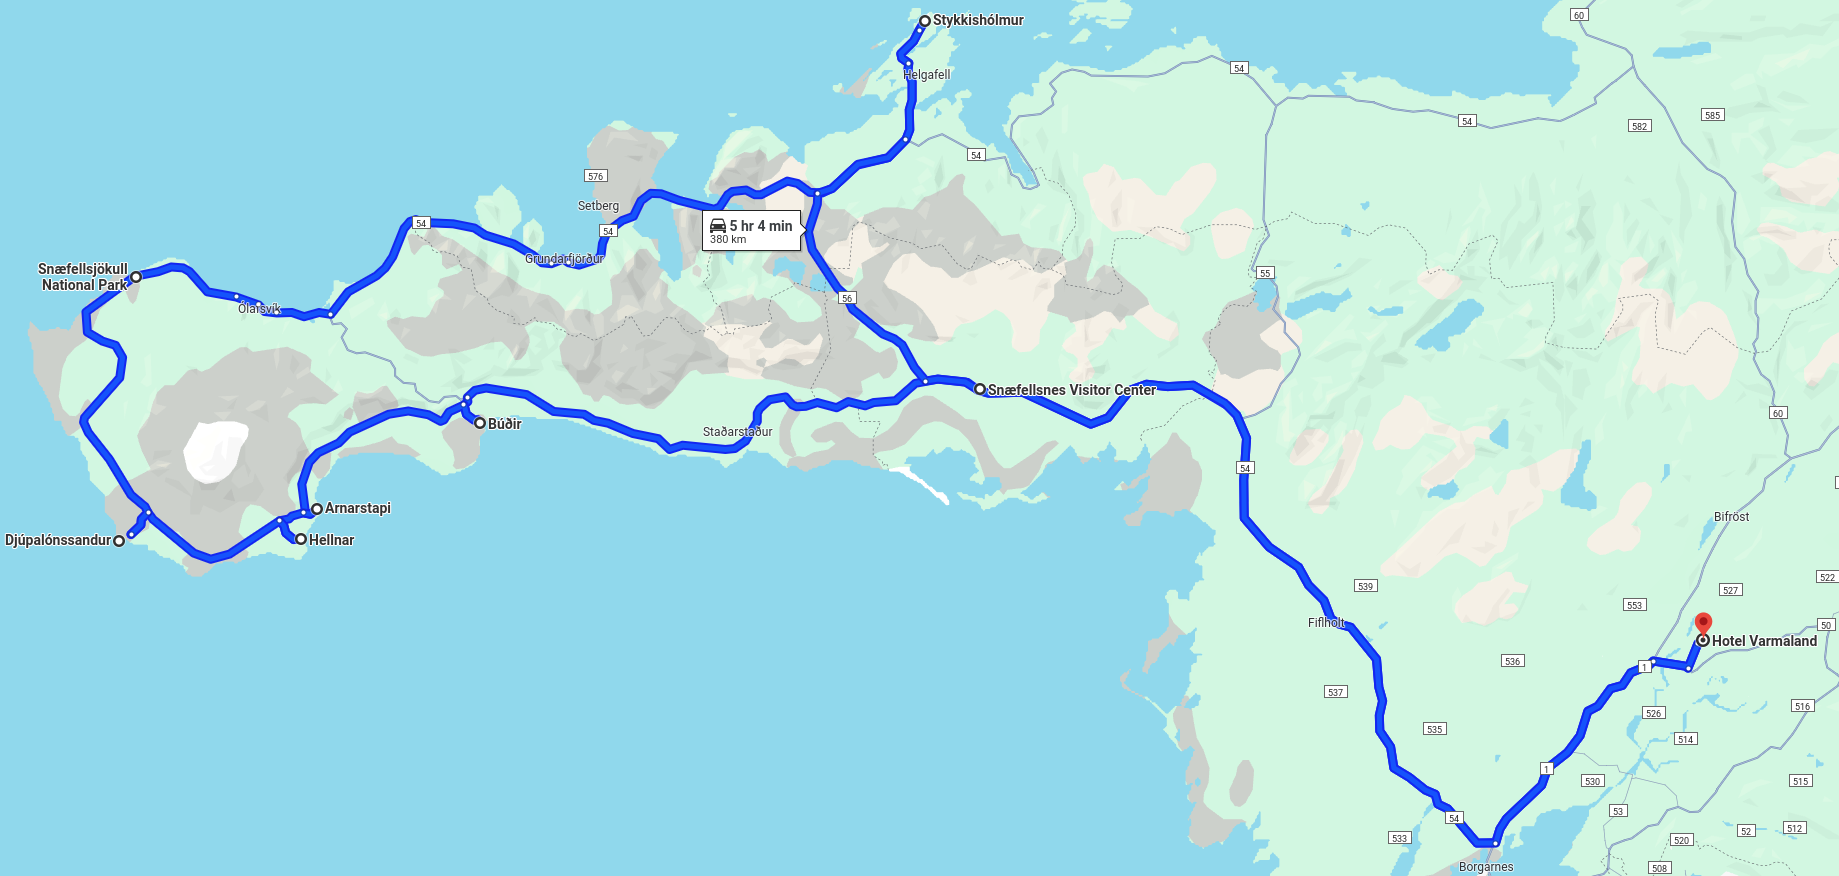 Stykkishólmur
60
54
Helgafell
585
54
582
54
576
Setberg
54
54
5 hr 4 min
380 km
Grundarfjörður
Snæfellsjökull
National Park
55
56
Ólafsvík
Snæfellsnes Visitor Center
60
Búðir
Staðarstaður
54
Arnarstapi
Bifröst
Djúpalónssandur
Hellnar
522
539
527
553
Fiflholt
50
Hotel Varmaland
536
1
537
516
526
535
514
1
530
515
53
54
512
52
533
520
Borgarnes
508